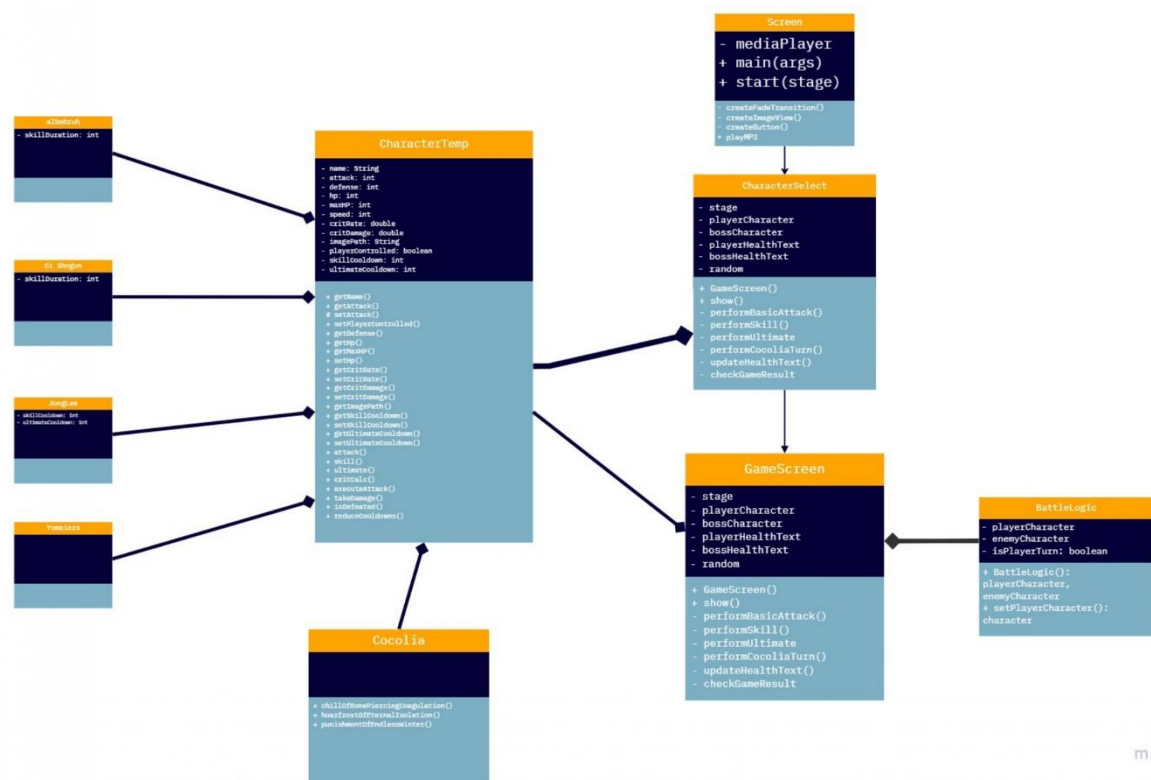 Screen
- mediaPlayer
+ main(args)
+ start(stage)
- createFadeTransition()
- createImageView()
- createButton()
+ playMP3
alBebruh
- skillDuration: int
CharacterTemp
- name: String
- attack: int
- defense: int
- hp: int
- maxHP: int
- speed: int
- critRate: double
- critDamage: double
- imagePath: String
- playerControlled: boolean
- skillCooldown: int
- ultimateCooldown: int
+ getName()
+ getAttack()
# setAttack()
+ setPlayerControlled()
+ getDefense()
+ getHp()
+ getMaxHP()
+ setHp()
+ getCritRate()
+ setCritRate()
+ getCritDamage()
+ setCritDamage()
+ getImagePath()
+ getSkillCooldown()
+ setSkillCooldown()
+ getUltimateCooldown()
+ setUltimateCooldown()
+ attack()
+ skill()
+ ultimate()
+ critCalc()
+ executeAttack()
+ takeDamage()
+ isDefeated()
+ reduceCooldowns()
CharacterSelect
- stage
- playerCharacter
- bossCharacter
- playerHealthText
- bossHealthText
- random
+ GameScreen()
+ show()
- performBasicAttack()
- performSkill()
- performUltimate
- performCocoliaTurn()
- updateHealthText()
- checkGameResult
Shogun
- skillDuration: int
JongLee
- skillCooldown: int
- ultimateCooldown: int
GameScreen
- stage
- playerCharacter
- bossCharacter
- playerHealthText
- bossHealthText
- random
+ GameScreen()
+ show()
- performBasicAttack()
- performSkill()
- performUltimate
- performCocoliaTurn()
- updateHealthText()
- checkGameResult
BattleLogic
- playerCharacter
- enemyCharacter
- isPlayerTurn: boolean
+ BattleLogic():
playerCharacter,
enemyCharacter
+ setPlayerCharacter():
character
Cocolia
+ chillOfBonePiercingCoagulation()
+ hoarfrostOfEternalIsolation()
+ punishmentOfEndlessWinter()
m